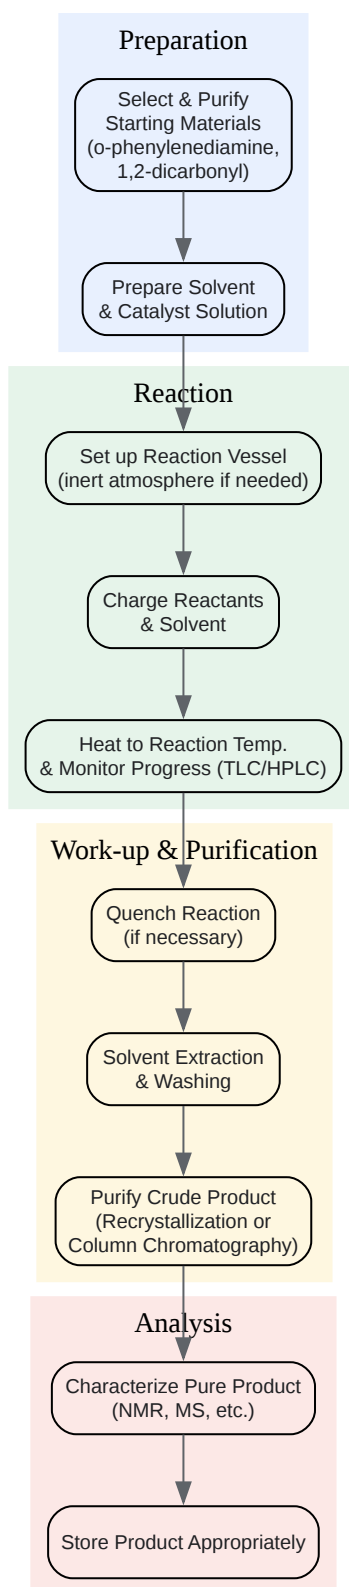 Preparation
Select & Purify
Starting Materials
(o-phenylenediamine,
1,2-dicarbonyl)
Prepare Solvent
& Catalyst Solution
Reaction
Set up Reaction Vessel
(inert atmosphere if needed)
Charge Reactants
& Solvent
Heat to Reaction Temp.
& Monitor Progress (TLC/HPLC)
Work-up & Purification
Quench Reaction
(if necessary)
Solvent Extraction
& Washing
Purify Crude Product
(Recrystallization or
Column Chromatography)
Analysis
Characterize Pure Product
(NMR, MS, etc.)
Store Product Appropriately